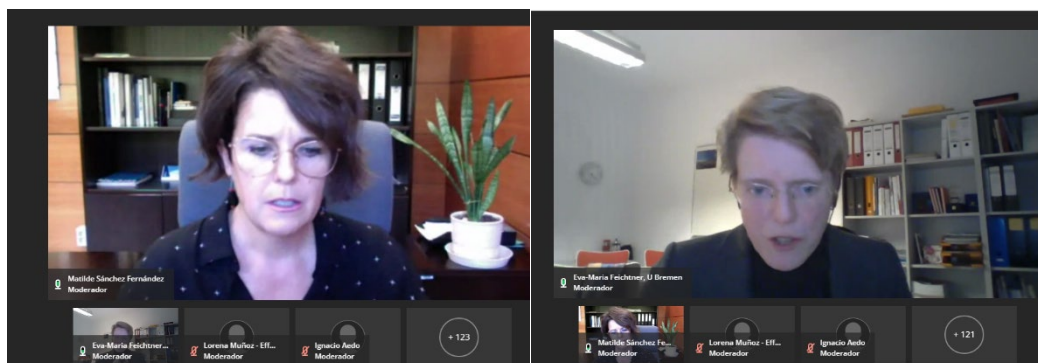 Matilde Sánchez Fernández
Moderador
Eva-Maria Feichtner...
Moderador
Lorena Muñoz - Eff...
Moderador
Ignacio Aedo
Moderador
+ 123
Eva-Maria Feichtner, U Bremen
Moderador
Matilde Sánchez Fe...
Moderador
Lorena Muñoz - Eff...
Moderador
Ignacio Aedo
Moderador
+ 121